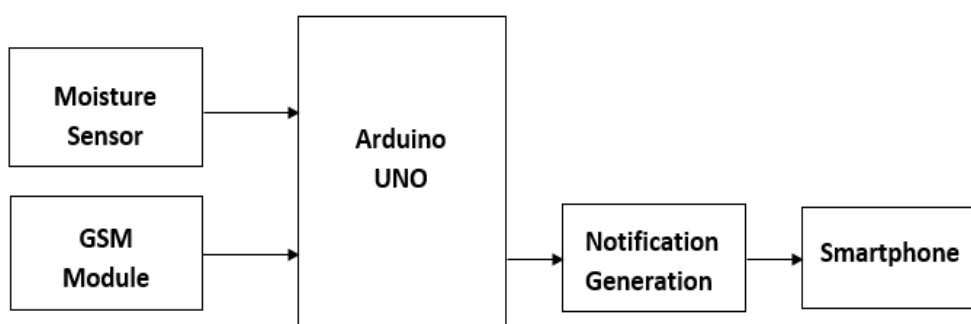 Moisture
Sensor
GSM
Module
Arduino
UNO
Notification
Generation
Smartphone